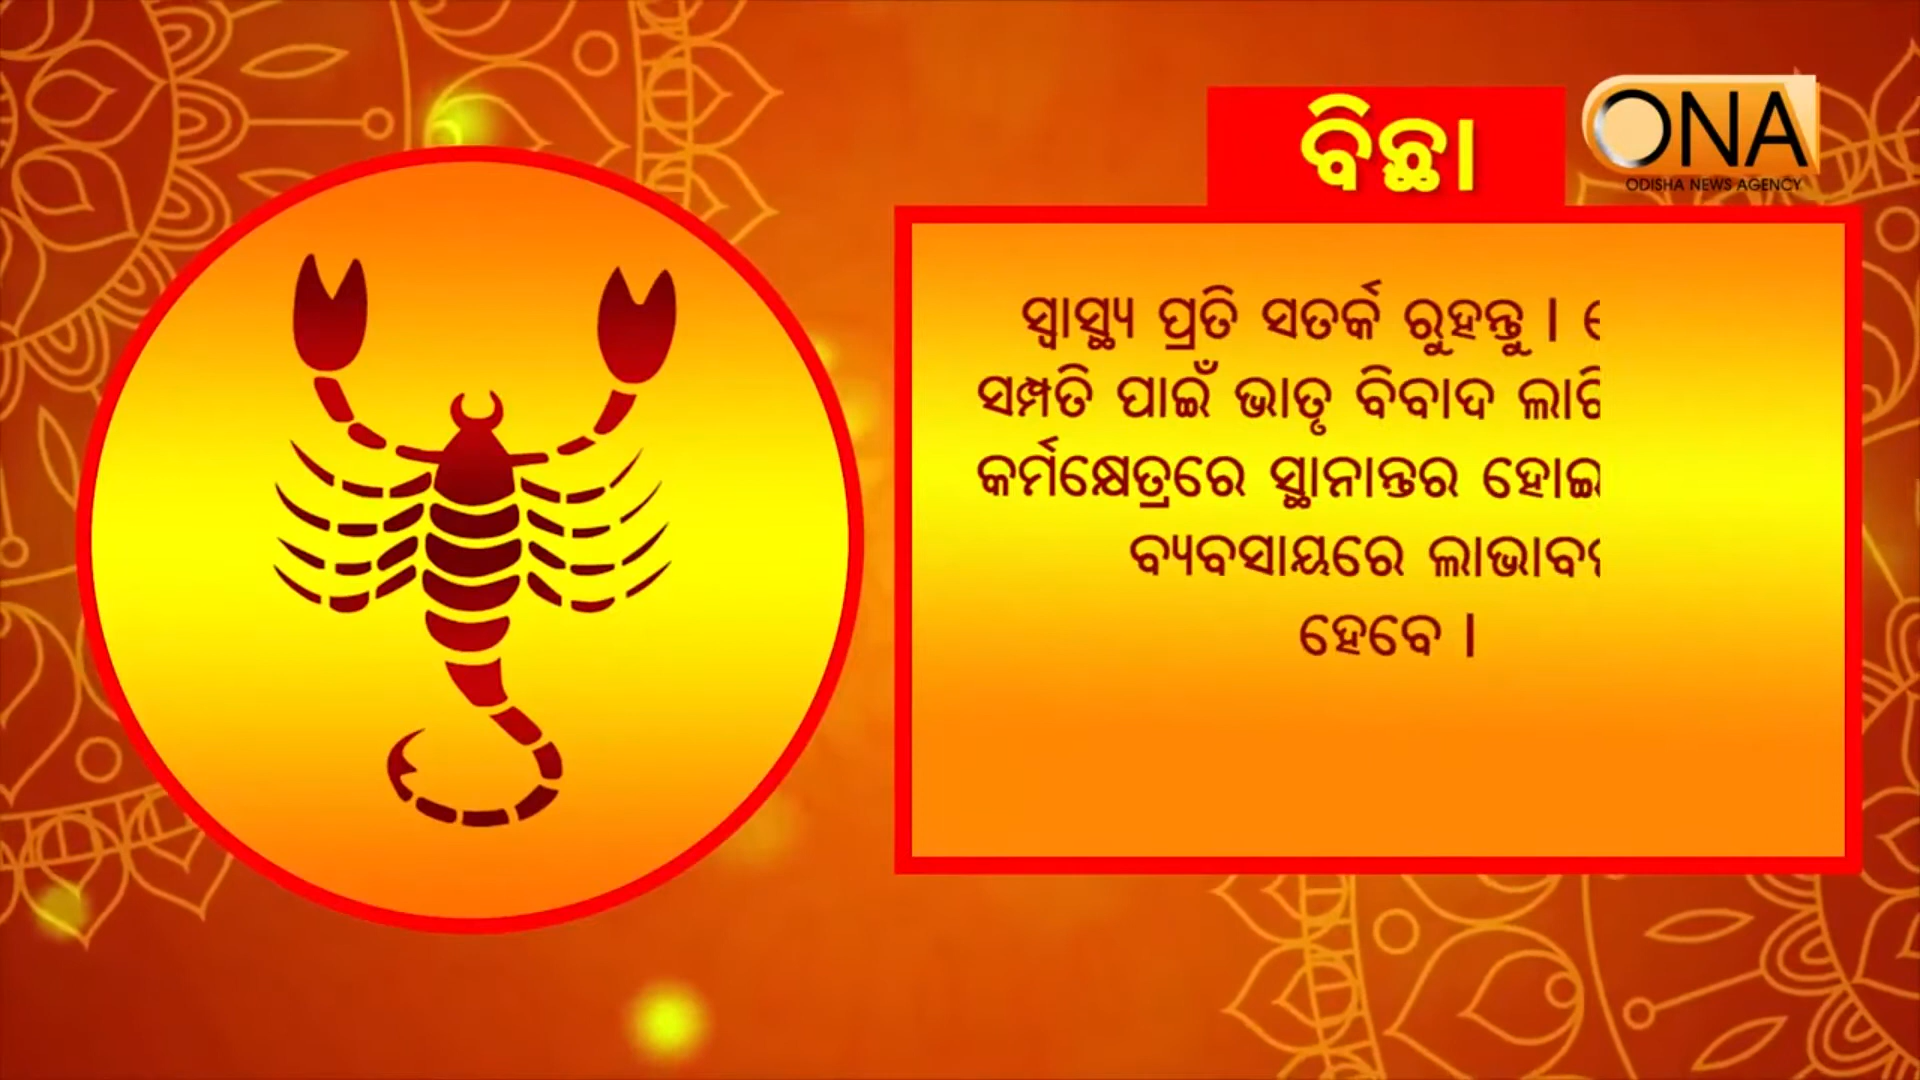 ବିଛା
ONA
ODISHA NEWS AGENCY
ସ୍ୱାସ୍ଥ୍ୟ ପ୍ରତି ସତର୍କ ରୁହନ୍ତୁ ।
ସମ୍ପତି ପାଇଁ ଭାତୃ ବିବାଦ
କର୍ମକ୍ଷେତ୍ରରେ ସ୍ଥାନାନ୍ତର
ବ୍ୟବସାୟରେ
ହେବେ ।